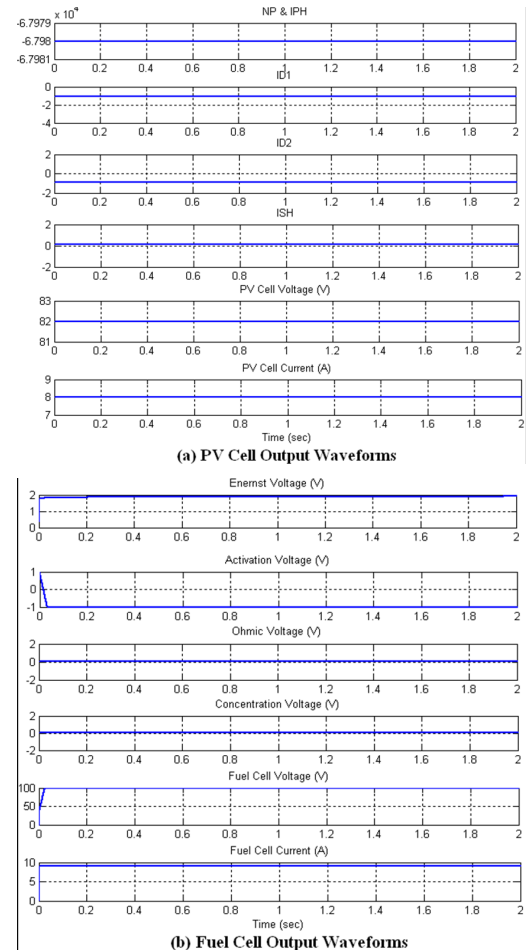 x 10^4
NP & IPH
-6.7979
-6.798
-6.7981
0 0.2 0.4 0.6 0.8 1 1.2 1.4 1.6 1.8 2
ID1
0
-2
-4
0 0.2 0.4 0.6 0.8 1 1.2 1.4 1.6 1.8 2
ID2
2
0
-2
0 0.2 0.4 0.6 0.8 1 1.2 1.4 1.6 1.8 2
ISH
2
0
-2
0 0.2 0.4 0.6 0.8 1 1.2 1.4 1.6 1.8 2
PV Cell Voltage (V)
83
82
81
0 0.2 0.4 0.6 0.8 1 1.2 1.4 1.6 1.8 2
PV Cell Current (A)
9
8
7
0 0.2 0.4 0.6 0.8 1 1.2 1.4 1.6 1.8 2
Time (sec)
(a) PV Cell Output Waveforms
Enernst Voltage (V)
2
1
0
0 0.2 0.4 0.6 0.8 1 1.2 1.4 1.6 1.8 2
Activation Voltage (V)
1
0
-1
0 0.2 0.4 0.6 0.8 1 1.2 1.4 1.6 1.8 2
Ohmic Voltage (V)
2
0
-2
0 0.2 0.4 0.6 0.8 1 1.2 1.4 1.6 1.8 2
Concentration Voltage (V)
2
0
-2
0 0.2 0.4 0.6 0.8 1 1.2 1.4 1.6 1.8 2
Fuel Cell Voltage (V)
100
50
0
0 0.2 0.4 0.6 0.8 1 1.2 1.4 1.6 1.8 2
Fuel Cell Current (A)
10
5
0
0 0.2 0.4 0.6 0.8 1 1.2 1.4 1.6 1.8 2
Time (sec)
(b) Fuel Cell Output Waveforms